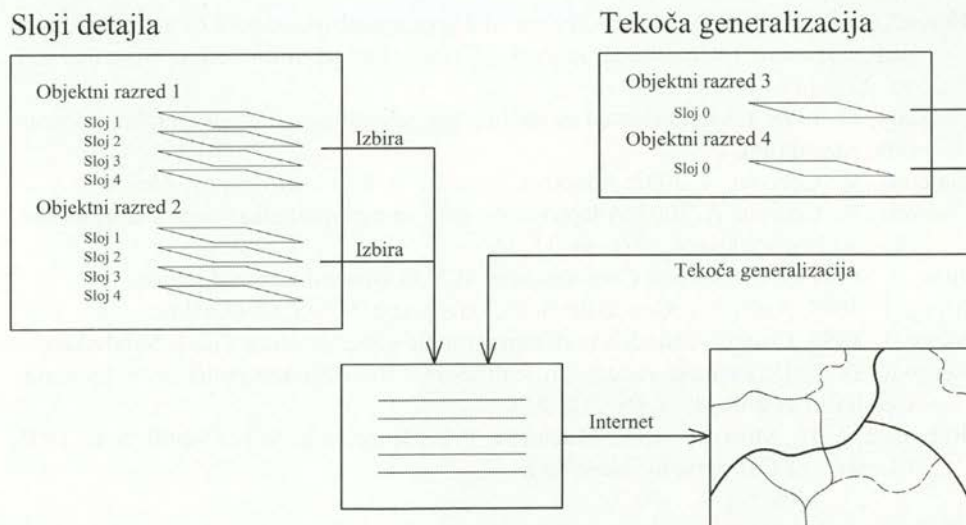 Sloji detajla
Objektni razred 1
Sloj 1
Sloj 2
Sloj 3
Sloj 4
Izbira
Objektni razred 2
Sloj 1
Sloj 2
Sloj 3
Sloj 4
Izbira
Tekoča generalizacija
Objektni razred 3
Sloj 0
Objektni razred 4
Sloj 0
Tekoča generalizacija
Internet